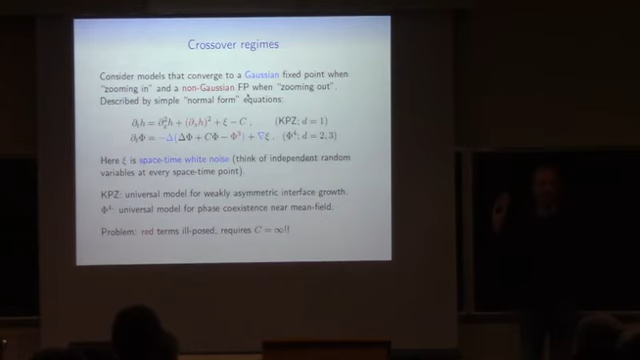 Crossover regimes
Consider models that converge to a Gaussian fixed point when
"zooming in" and a non-Gaussian FP when "zooming out".
Described by simple "normal form" equations:
∂ₜh = ∂ₓ²h + (∂ₓh)² + ξ − C , (KPZ; d = 1)
∂ₜΦ = −Δ(ΔΦ + CΦ − Φ³) + ∇ξ . (Φ⁴; d = 2, 3)
Here ξ is space-time white noise (think of independent random
variables at every space-time point).
KPZ: universal model for weakly asymmetric interface growth.
Φ⁴: universal model for phase coexistence near mean-field.
Problem: red terms ill-posed, requires C = ∞!!